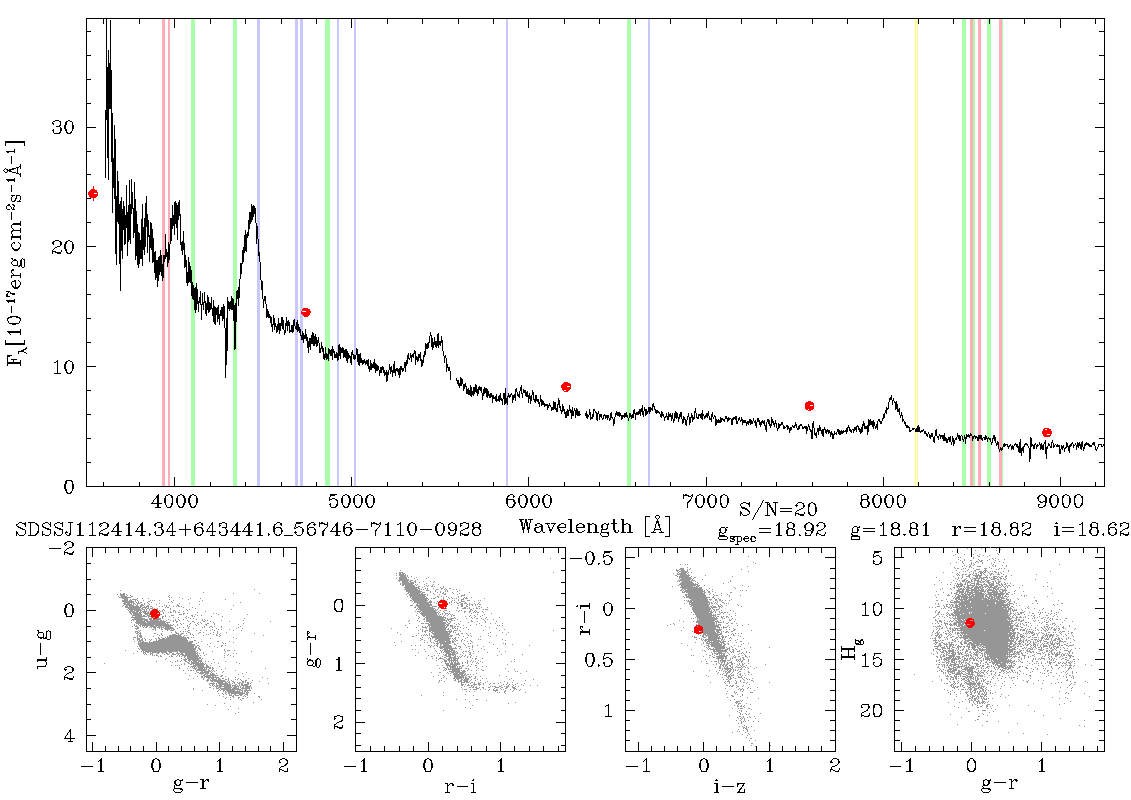 30
20
10
0
F_λ[10⁻¹⁷erg cm⁻²s⁻¹Å⁻¹]
4000 5000 6000 7000 8000 9000
S/N=20
SDSSJ112414.34+643441.6_56746-7110-0928 Wavelength [Å] g_spec=18.92 g=18.81 r=18.82 i=18.62
-2
0
2
4
u-g
-1 0 1 2
g-r
0
1
2
g-r
0 1
r-i
-0.5
0
0.5
1
r-i
-1 0 1 2
i-z
5
10
15
20
H_g
-1 0 1
g-r